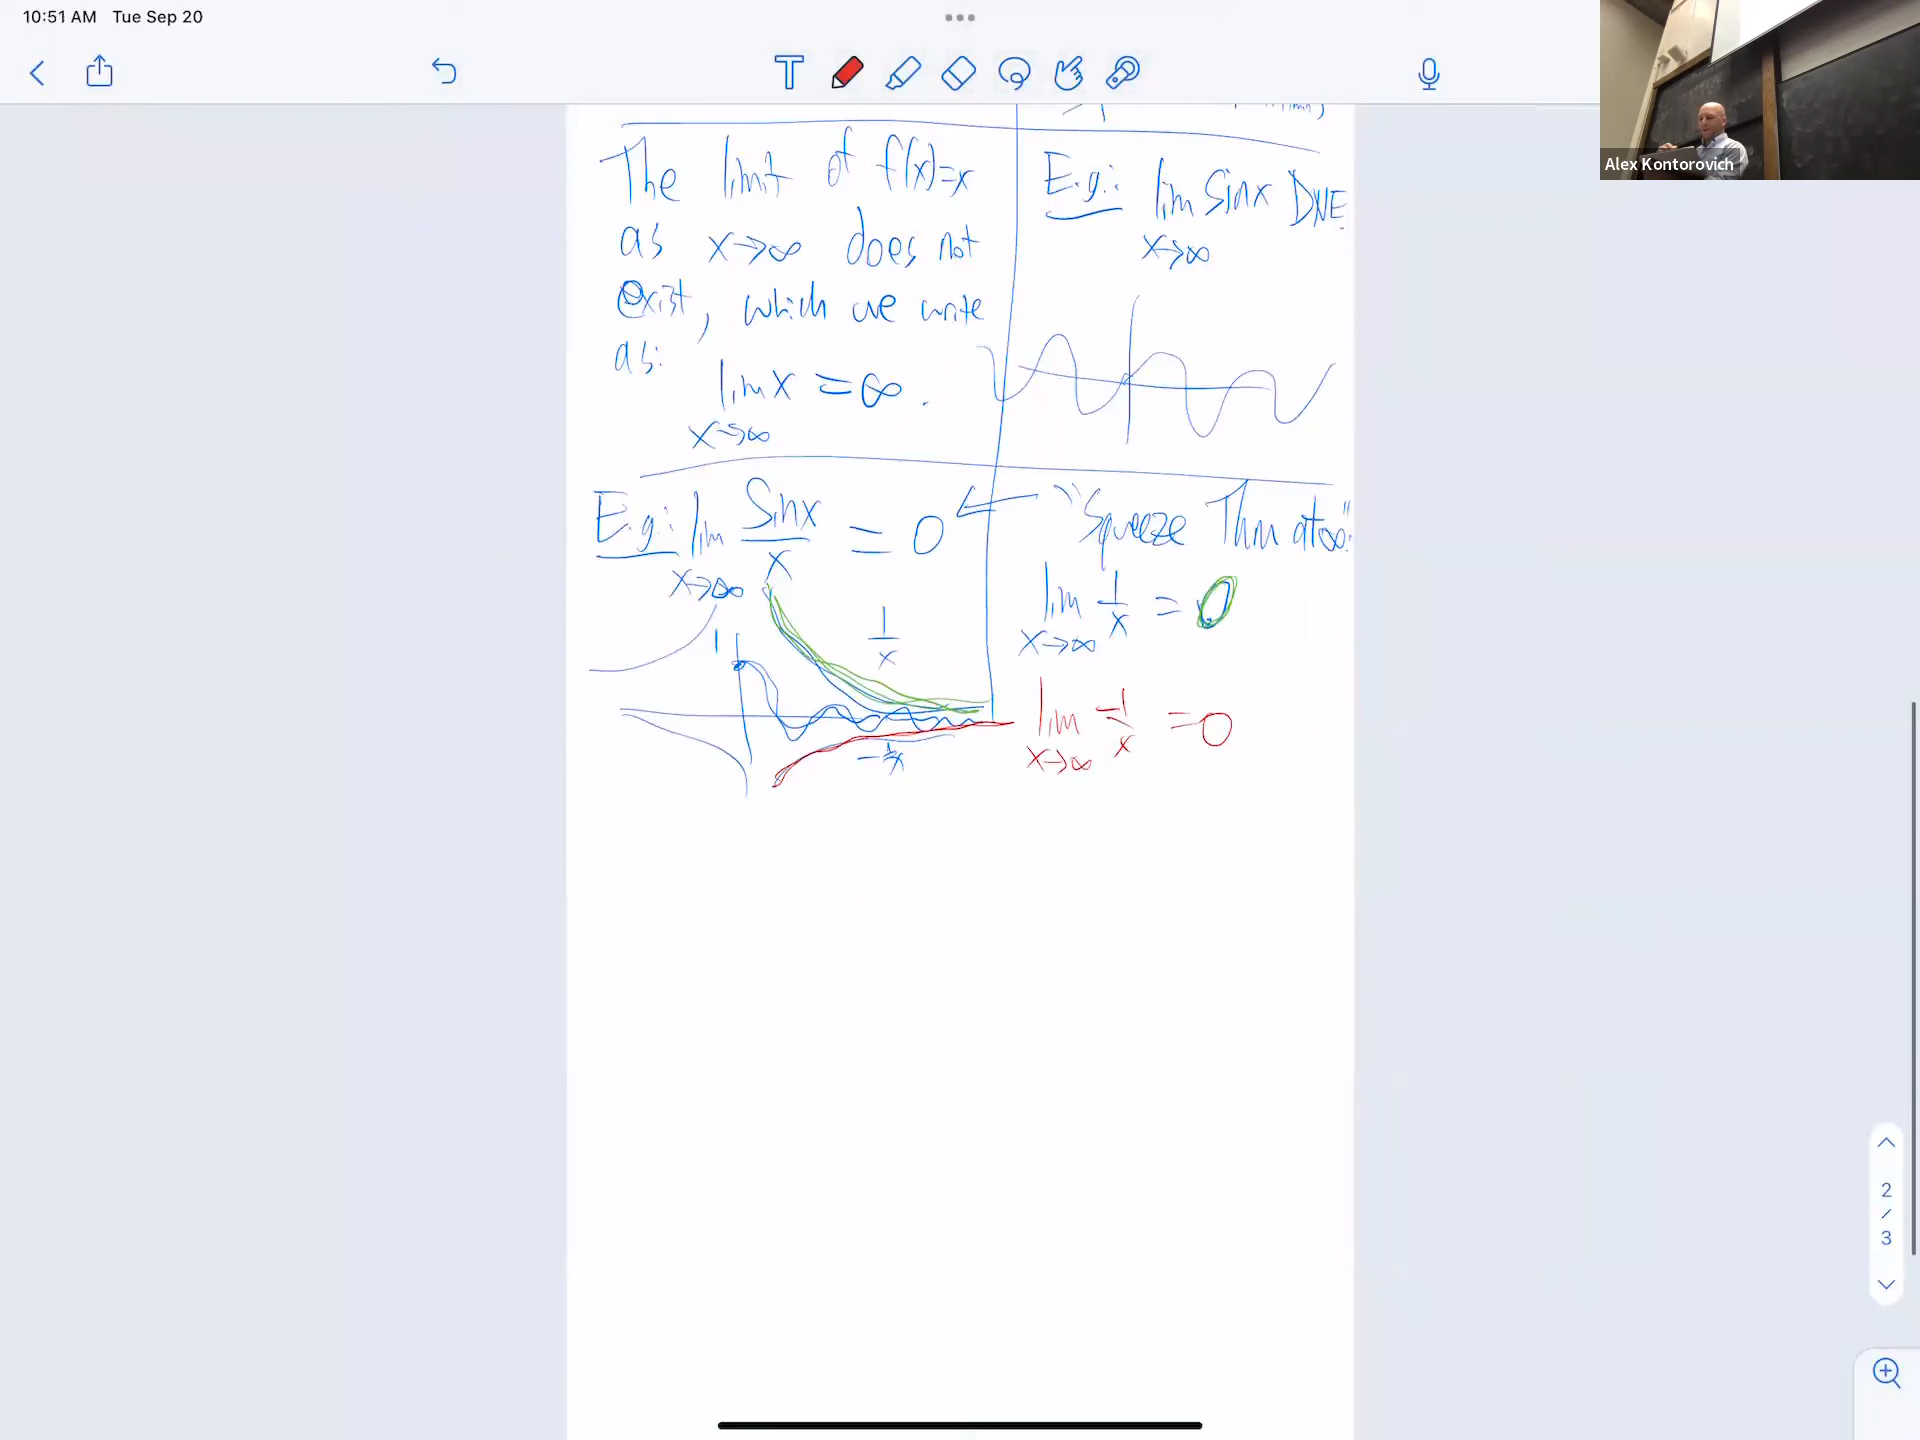 10:51 AM Tue Sep 20
Alex Kontorovich
The limit of f(x)=x
as x→∞ does not
exist, which we write
as:
lim x = ∞.
x→∞
E.g.: lim sinx DNE.
x→∞
E.g.: lim Sinx/x = 0
x→∞
1
1/x
-1/x
"Squeeze Thm at ∞":
lim 1/x = 0
x→∞
lim -1/x = 0
x→∞
2
/
3